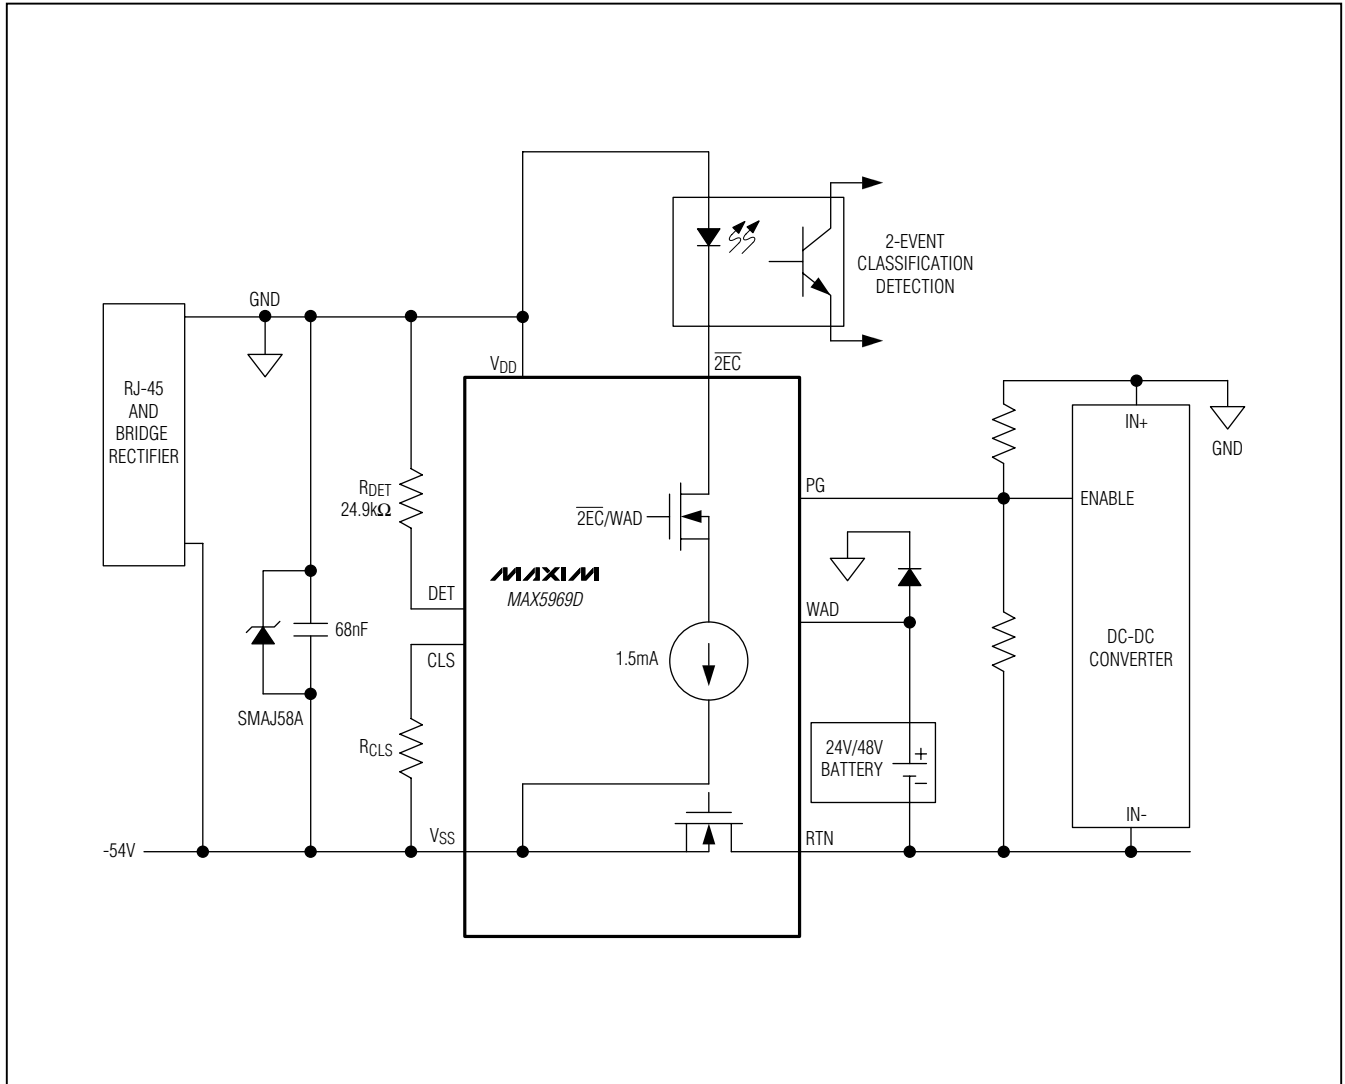 2-EVENT
CLASSIFICATION
DETECTION
GND
VDD
2EC
RJ-45
AND
BRIDGE
RECTIFIER
IN+
GND
RDET
24.9kΩ
PG
ENABLE
2EC/WAD
MAXIM
MAX5969D
DET
WAD
68nF
CLS
1.5mA
DC-DC
CONVERTER
SMAJ58A
RCLS
24V/48V
BATTERY
+
−
IN-
VSS
RTN
-54V